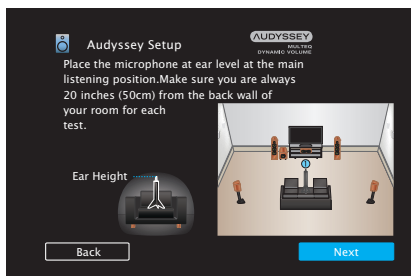 Audyssey Setup
AUDYSSEY
MULTEQ
DYNAMIC VOLUME
Place the microphone at ear level at the main
listening position.Make sure you are always
20 inches (50cm) from the back wall of
your room for each
test.
Ear Height
Back
Next